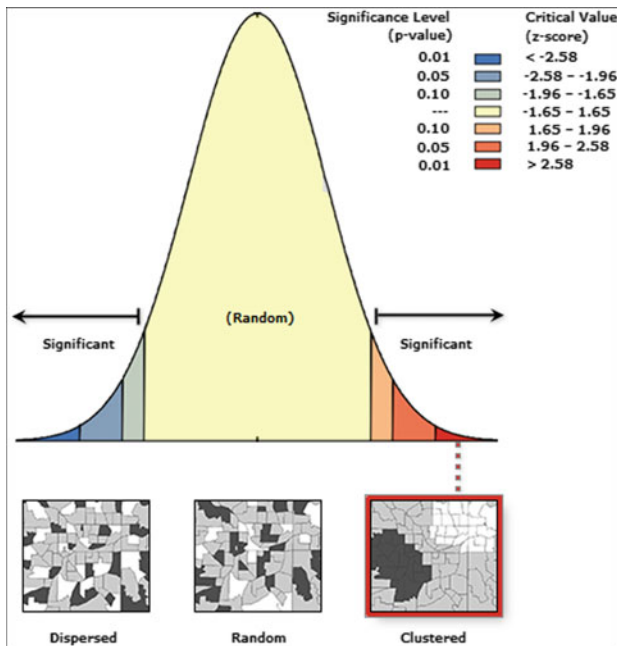 Significance Level Critical Value
(p-value) (z-score)
0.01 < -2.58
0.05 -2.58 – -1.96
0.10 -1.96 – -1.65
--- -1.65 – 1.65
0.10 1.65 – 1.96
0.05 1.96 – 2.58
0.01 > 2.58
(Random)
Significant Significant
Dispersed Random Clustered